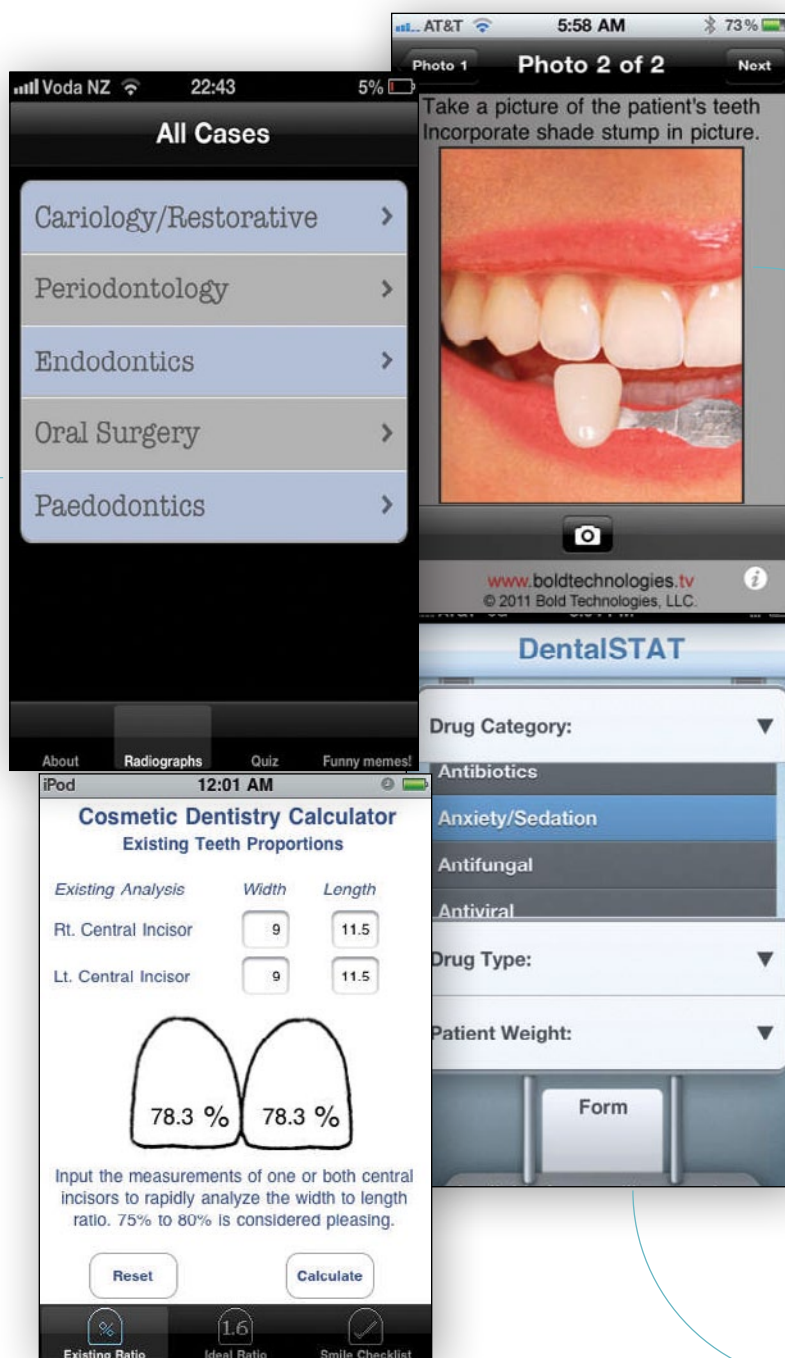 Voda NZ 22:43 5%
All Cases
Cariology/Restorative
Periodontology
Endodontics
Oral Surgery
Paedodontics
About Radiographs Quiz Funny memes!
AT&T 5:58 AM 73%
Photo 1 Photo 2 of 2 Next
Take a picture of the patient's teeth
Incorporate shade stump in picture.
www.boldtechnologies.tv
© 2011 Bold Technologies, LLC.
DentalSTAT
Drug Category:
Antibiotics
Anxiety/Sedation
Antifungal
Antiviral
Drug Type:
Patient Weight:
Form
iPod 12:01 AM
Cosmetic Dentistry Calculator
Existing Teeth Proportions
Existing Analysis Width Length
Rt. Central Incisor 9 11.5
Lt. Central Incisor 9 11.5
78.3 % 78.3 %
Input the measurements of one or both central
incisors to rapidly analyze the width to length
ratio. 75% to 80% is considered pleasing.
Reset Calculate
% 1.6
Existing Ratio Ideal Ratio Smile Checklist